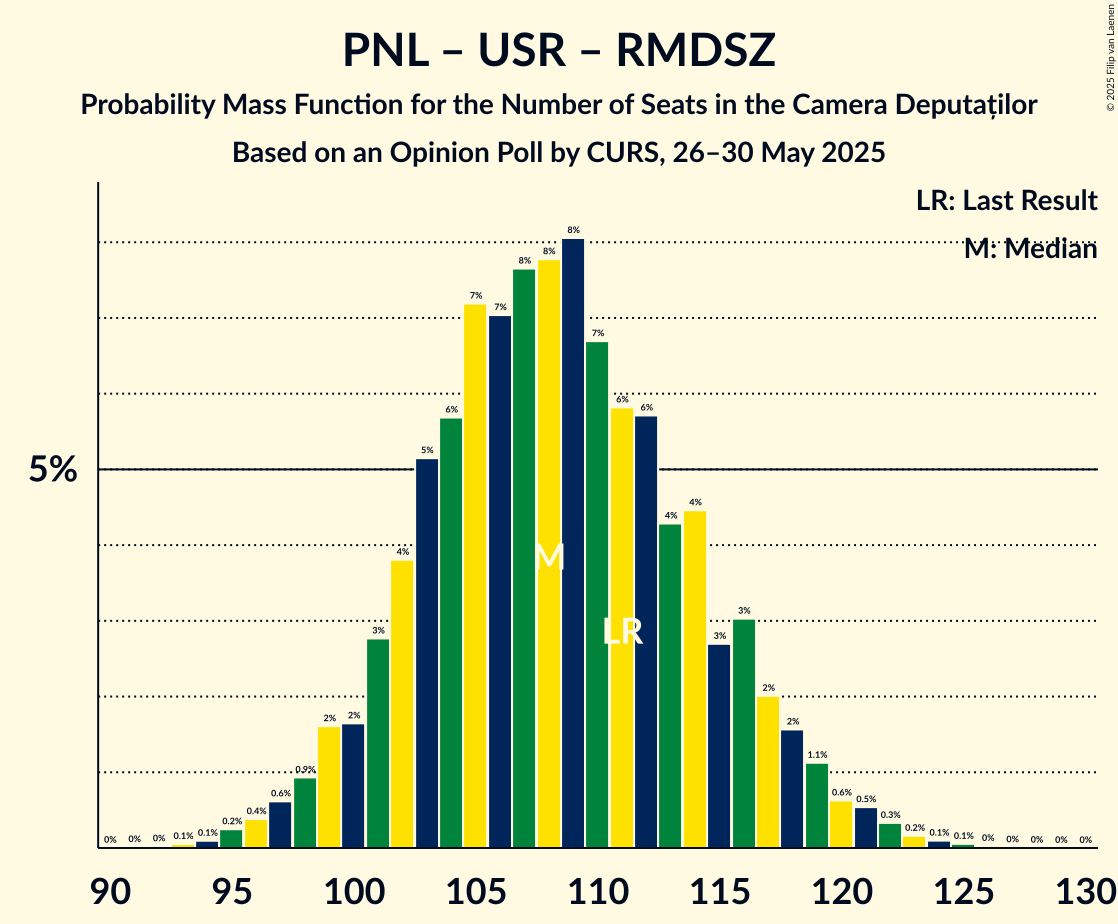 PNL – USR – RMDSZ
Probability Mass Function for the Number of Seats in the Camera Deputaților
Based on an Opinion Poll by CURS, 26–30 May 2025
© 2025 Filip van Laenen
LR: Last Result
M: Median
5%
0% 0% 0% 0.1% 0.1% 0.2% 0.4% 0.6% 0.9% 2% 2% 3% 4% 5% 6% 7% 7% 8% 8% 8% 7% 6% 6% 4% 4% 3% 3% 2% 2% 1.1% 0.6% 0.5% 0.3% 0.2% 0.1% 0.1% 0% 0% 0% 0% 0%
M
LR
90 95 100 105 110 115 120 125 130